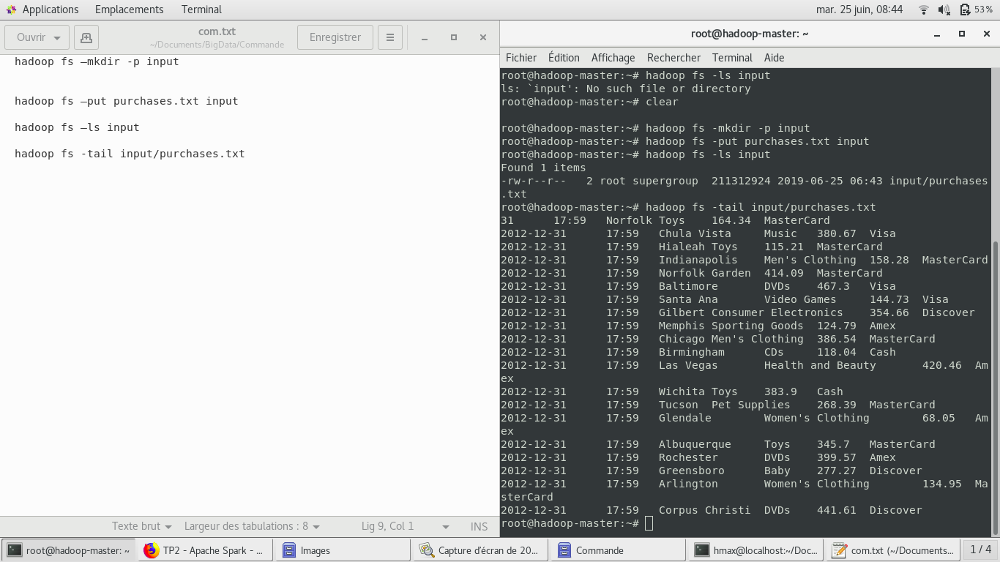 Applications Emplacements Terminal mar. 25 juin, 08:44 53%
Ouvrir com.txt Enregistrer
~/Documents/BigData/Commande
hadoop fs –mkdir -p input
hadoop fs –put purchases.txt input
hadoop fs –ls input
hadoop fs -tail input/purchases.txt
Texte brut Largeur des tabulations : 8 Lig 9, Col 1 INS
root@hadoop-master: ~
Fichier Édition Affichage Rechercher Terminal Aide
root@hadoop-master:~# hadoop fs -ls input
ls: `input': No such file or directory
root@hadoop-master:~# clear
root@hadoop-master:~# hadoop fs -mkdir -p input
root@hadoop-master:~# hadoop fs -put purchases.txt input
root@hadoop-master:~# hadoop fs -ls input
Found 1 items
-rw-r--r-- 2 root supergroup 211312924 2019-06-25 06:43 input/purchases
.txt
root@hadoop-master:~# hadoop fs -tail input/purchases.txt
31 17:59 Norfolk Toys 164.34 MasterCard
2012-12-31 17:59 Chula Vista Music 380.67 Visa
2012-12-31 17:59 Hialeah Toys 115.21 MasterCard
2012-12-31 17:59 Indianapolis Men's Clothing 158.28 MasterCard
2012-12-31 17:59 Norfolk Garden 414.09 MasterCard
2012-12-31 17:59 Baltimore DVDs 467.3 Visa
2012-12-31 17:59 Santa Ana Video Games 144.73 Visa
2012-12-31 17:59 Gilbert Consumer Electronics 354.66 Discover
2012-12-31 17:59 Memphis Sporting Goods 124.79 Amex
2012-12-31 17:59 Chicago Men's Clothing 386.54 MasterCard
2012-12-31 17:59 Birmingham CDs 118.04 Cash
2012-12-31 17:59 Las Vegas Health and Beauty 420.46 Am
ex
2012-12-31 17:59 Wichita Toys 383.9 Cash
2012-12-31 17:59 Tucson Pet Supplies 268.39 MasterCard
2012-12-31 17:59 Glendale Women's Clothing 68.05 Am
ex
2012-12-31 17:59 Albuquerque Toys 345.7 MasterCard
2012-12-31 17:59 Rochester DVDs 399.57 Amex
2012-12-31 17:59 Greensboro Baby 277.27 Discover
2012-12-31 17:59 Arlington Women's Clothing 134.95 Ma
sterCard
2012-12-31 17:59 Corpus Christi DVDs 441.61 Discover
root@hadoop-master:~#
root@hadoop-master: ~ TP2 - Apache Spark - ... Images Capture d'écran de 20... Commande hmax@localhost:~/Doc... com.txt (~/Documents... 1 / 4